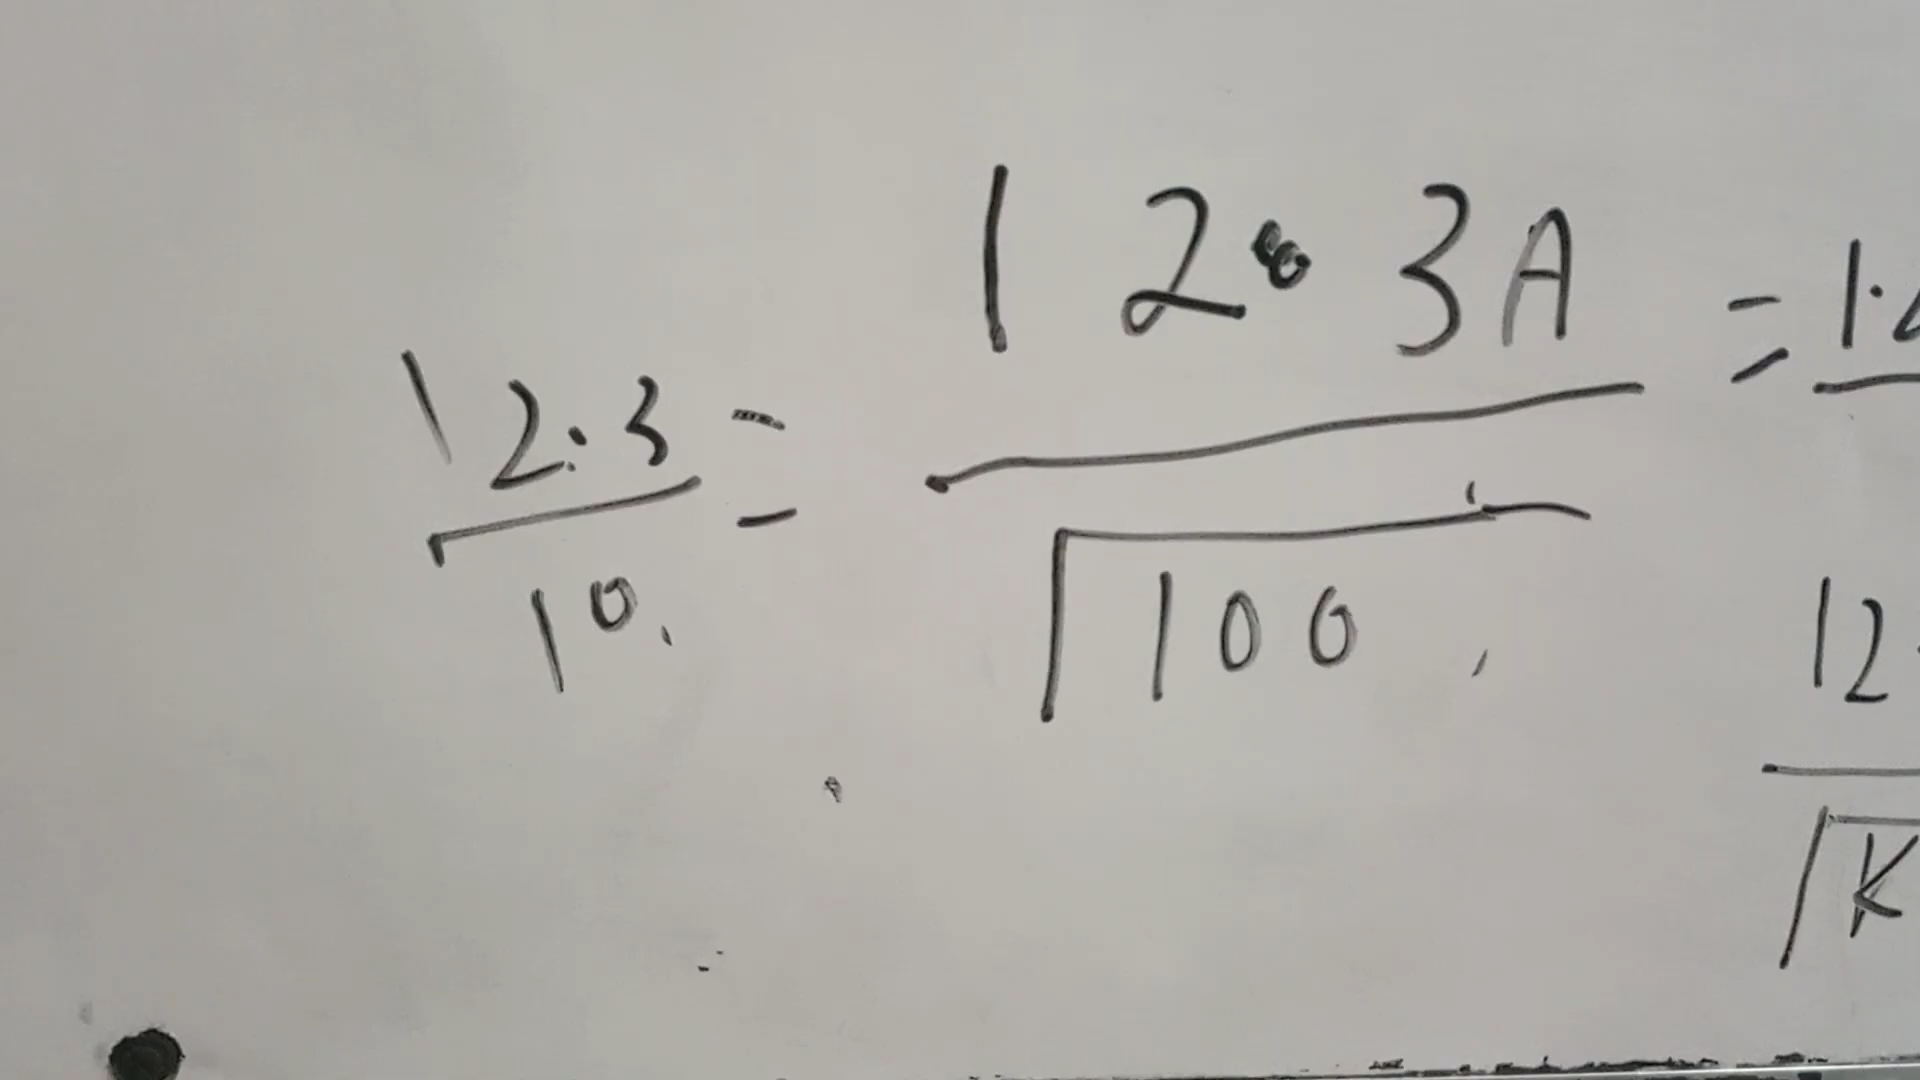 12.3 / 10 = 12.3A / √100 = 1.
12
√K